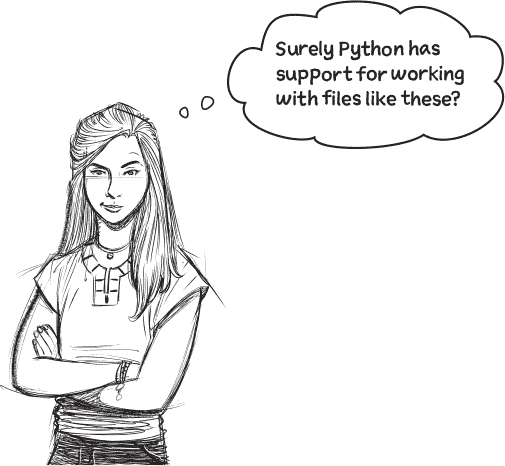 Surely Python has
support for working
with files like these?